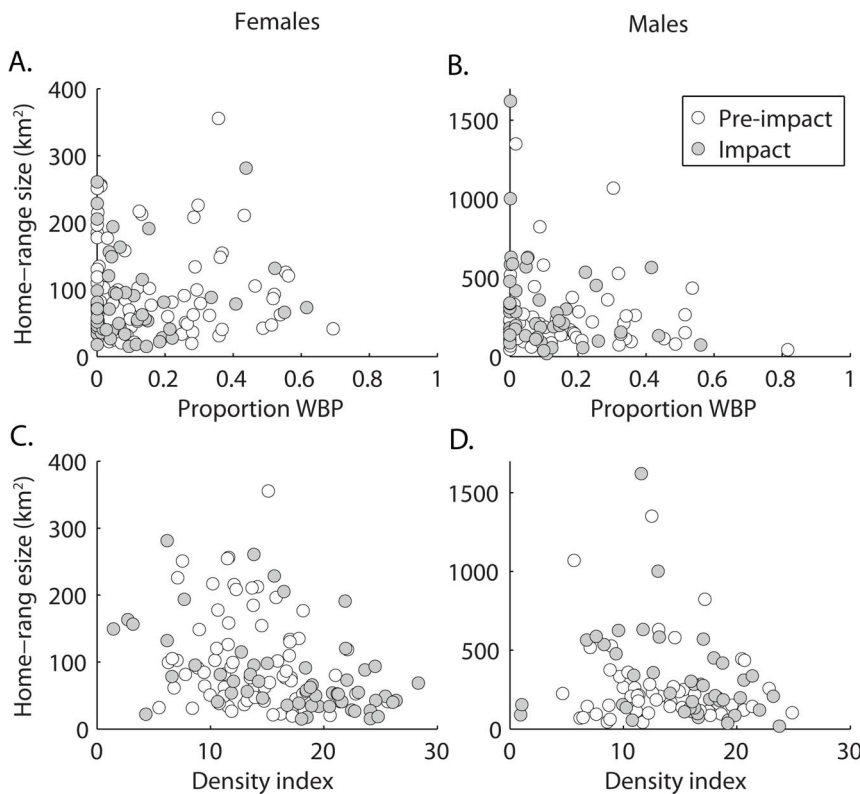 Females
Males
A.
B.
400
300
200
100
0
Home−range size (km²)
0 0.2 0.4 0.6 0.8 1
Proportion WBP
1500
1000
500
0
Pre-impact
Impact
0 0.2 0.4 0.6 0.8 1
Proportion WBP
C.
D.
400
300
200
100
0
Home−rang esize (km²)
0 10 20 30
Density index
1500
1000
500
0
0 10 20 30
Density index